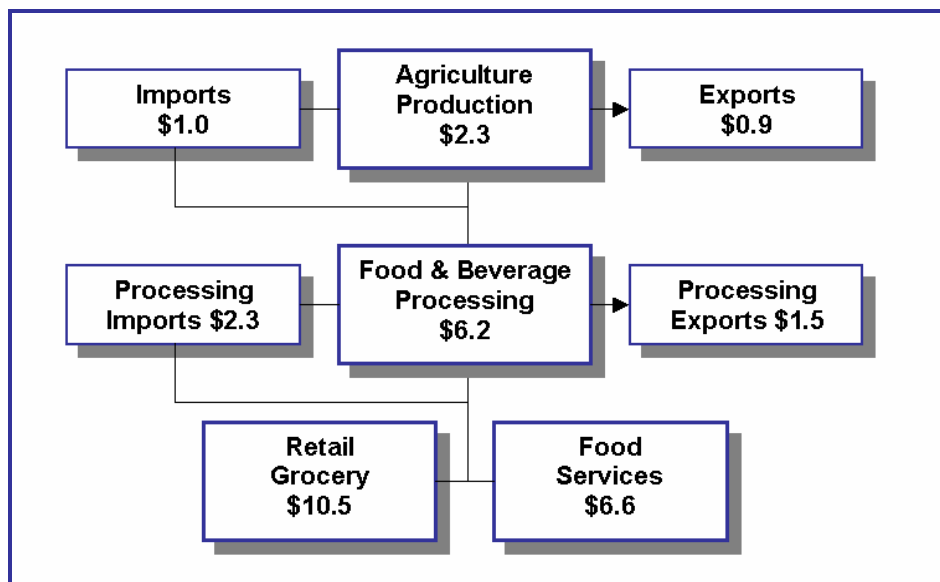 Imports
$1.0
Agriculture
Production
$2.3
Exports
$0.9
Processing
Imports $2.3
Food & Beverage
Processing
$6.2
Processing
Exports $1.5
Retail
Grocery
$10.5
Food
Services
$6.6